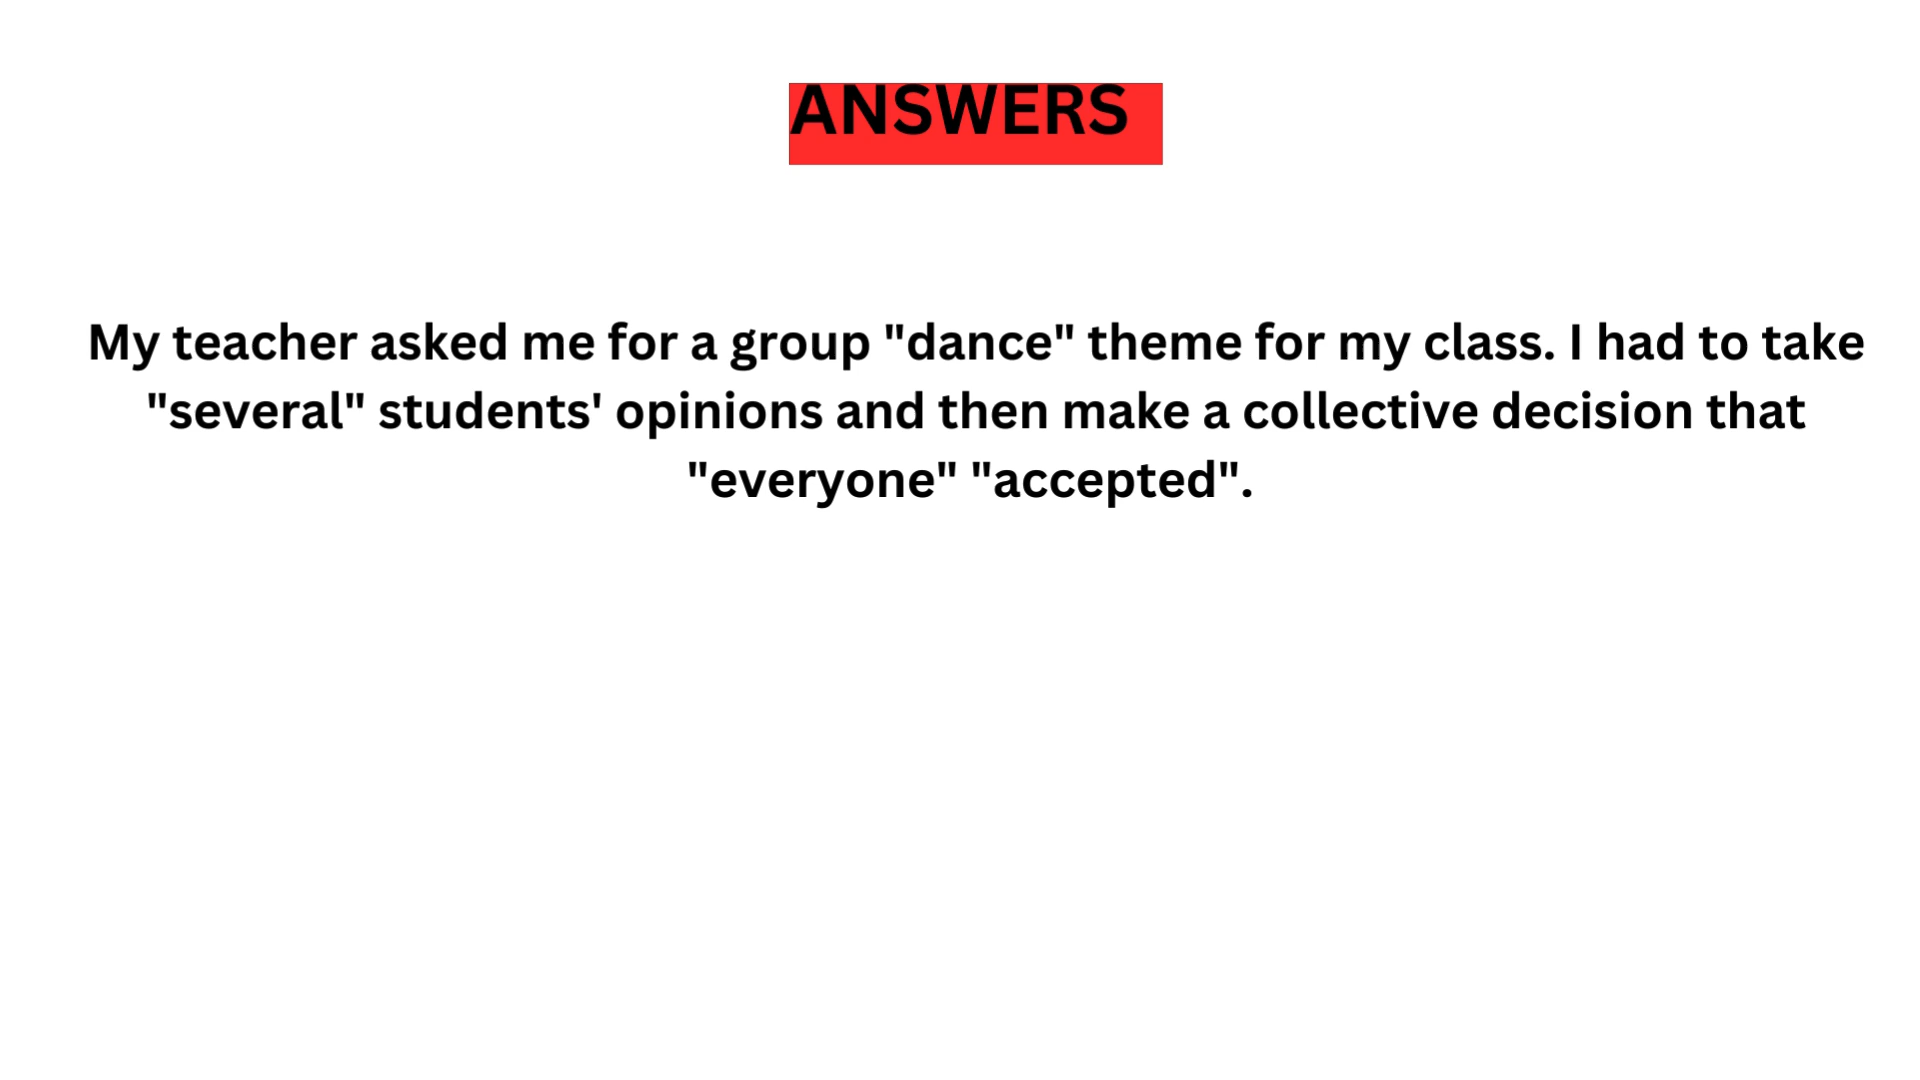 ANSWERS
My teacher asked me for a group "dance" theme for my class. I had to take
"several" students' opinions and then make a collective decision that
"everyone" "accepted".